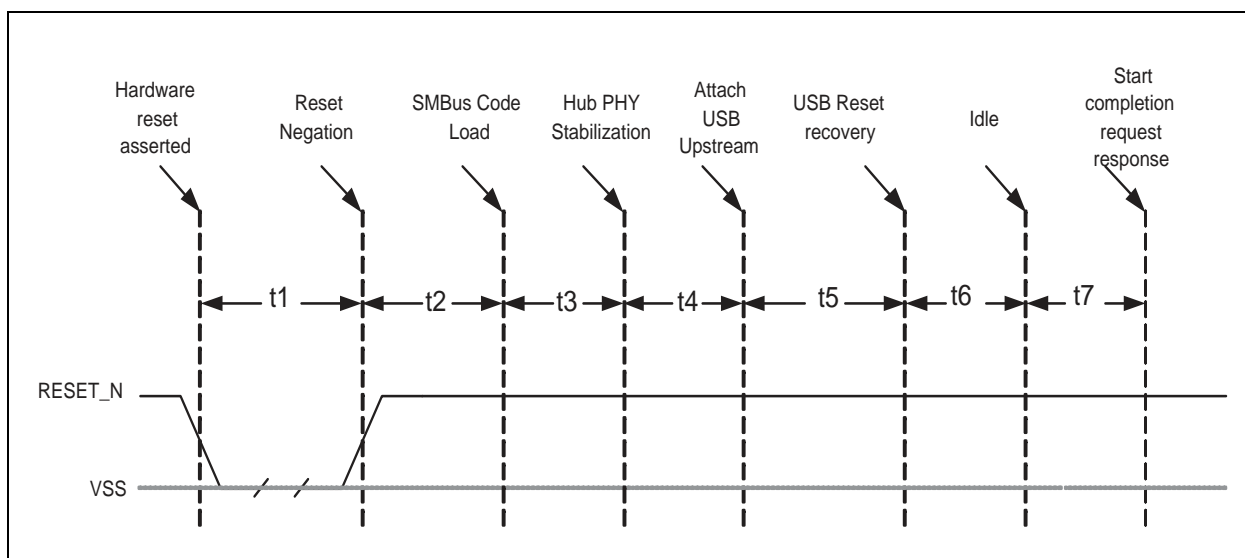 Hardware
reset
asserted
Reset
Negation
SMBus Code
Load
Hub PHY
Stabilization
Attach
USB
Upstream
USB Reset
recovery
Idle
Start
completion
request
response
t1
t2
t3
t4
t5
t6
t7
RESET_N
VSS